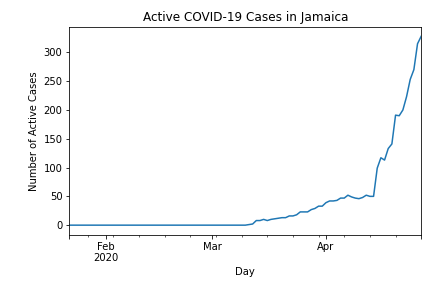 Active COVID-19 Cases in Jamaica
Number of Active Cases
300
250
200
150
100
50
0
Feb
2020
Mar
Apr
Day